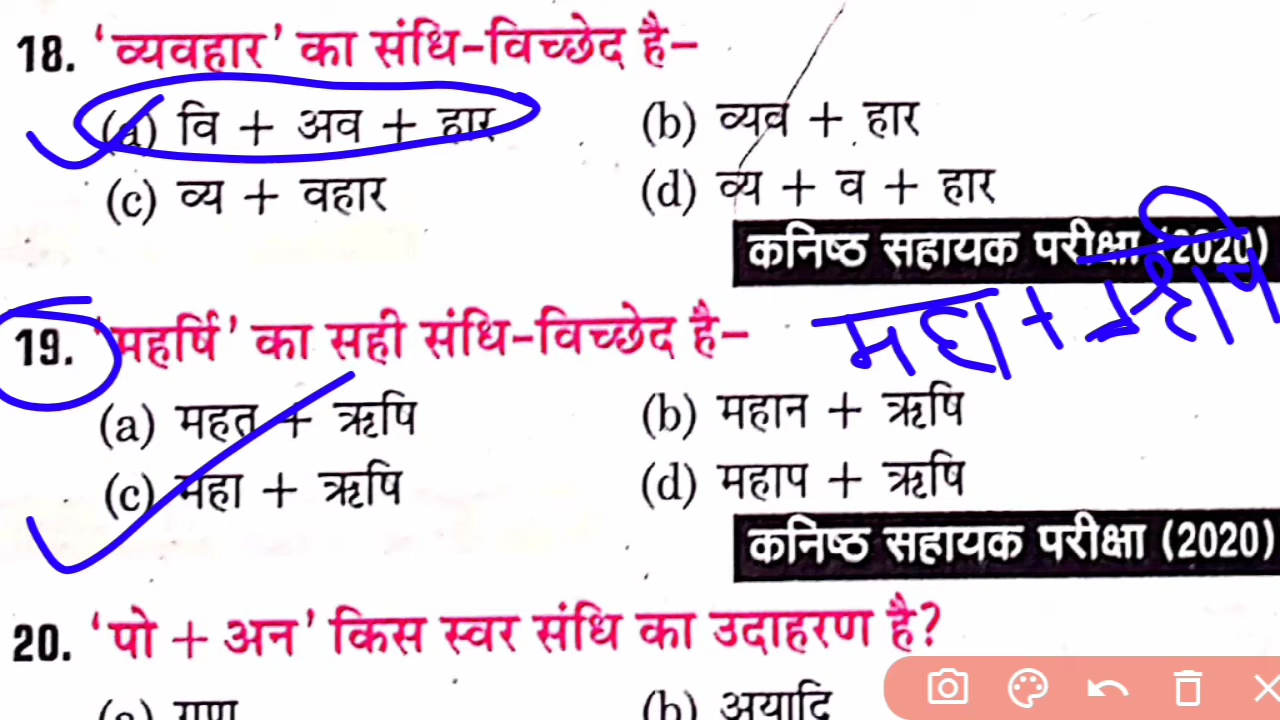 18. 'व्यवहार' का संधि-विच्छेद है-
(a) वि + अव + हार (b) व्यव + हार
(c) व्य + वहार (d) व्य + व + हार
कनिष्ठ सहायक परीक्षा (2020)
महा + ऋषि
19. 'महर्षि' का सही संधि-विच्छेद है-
(a) महत + ऋषि (b) महान + ऋषि
(c) महा + ऋषि (d) महाप + ऋषि
कनिष्ठ सहायक परीक्षा (2020)
20. 'पो + अन' किस स्वर संधि का उदाहरण है?
(a) गुण (b) अयादि